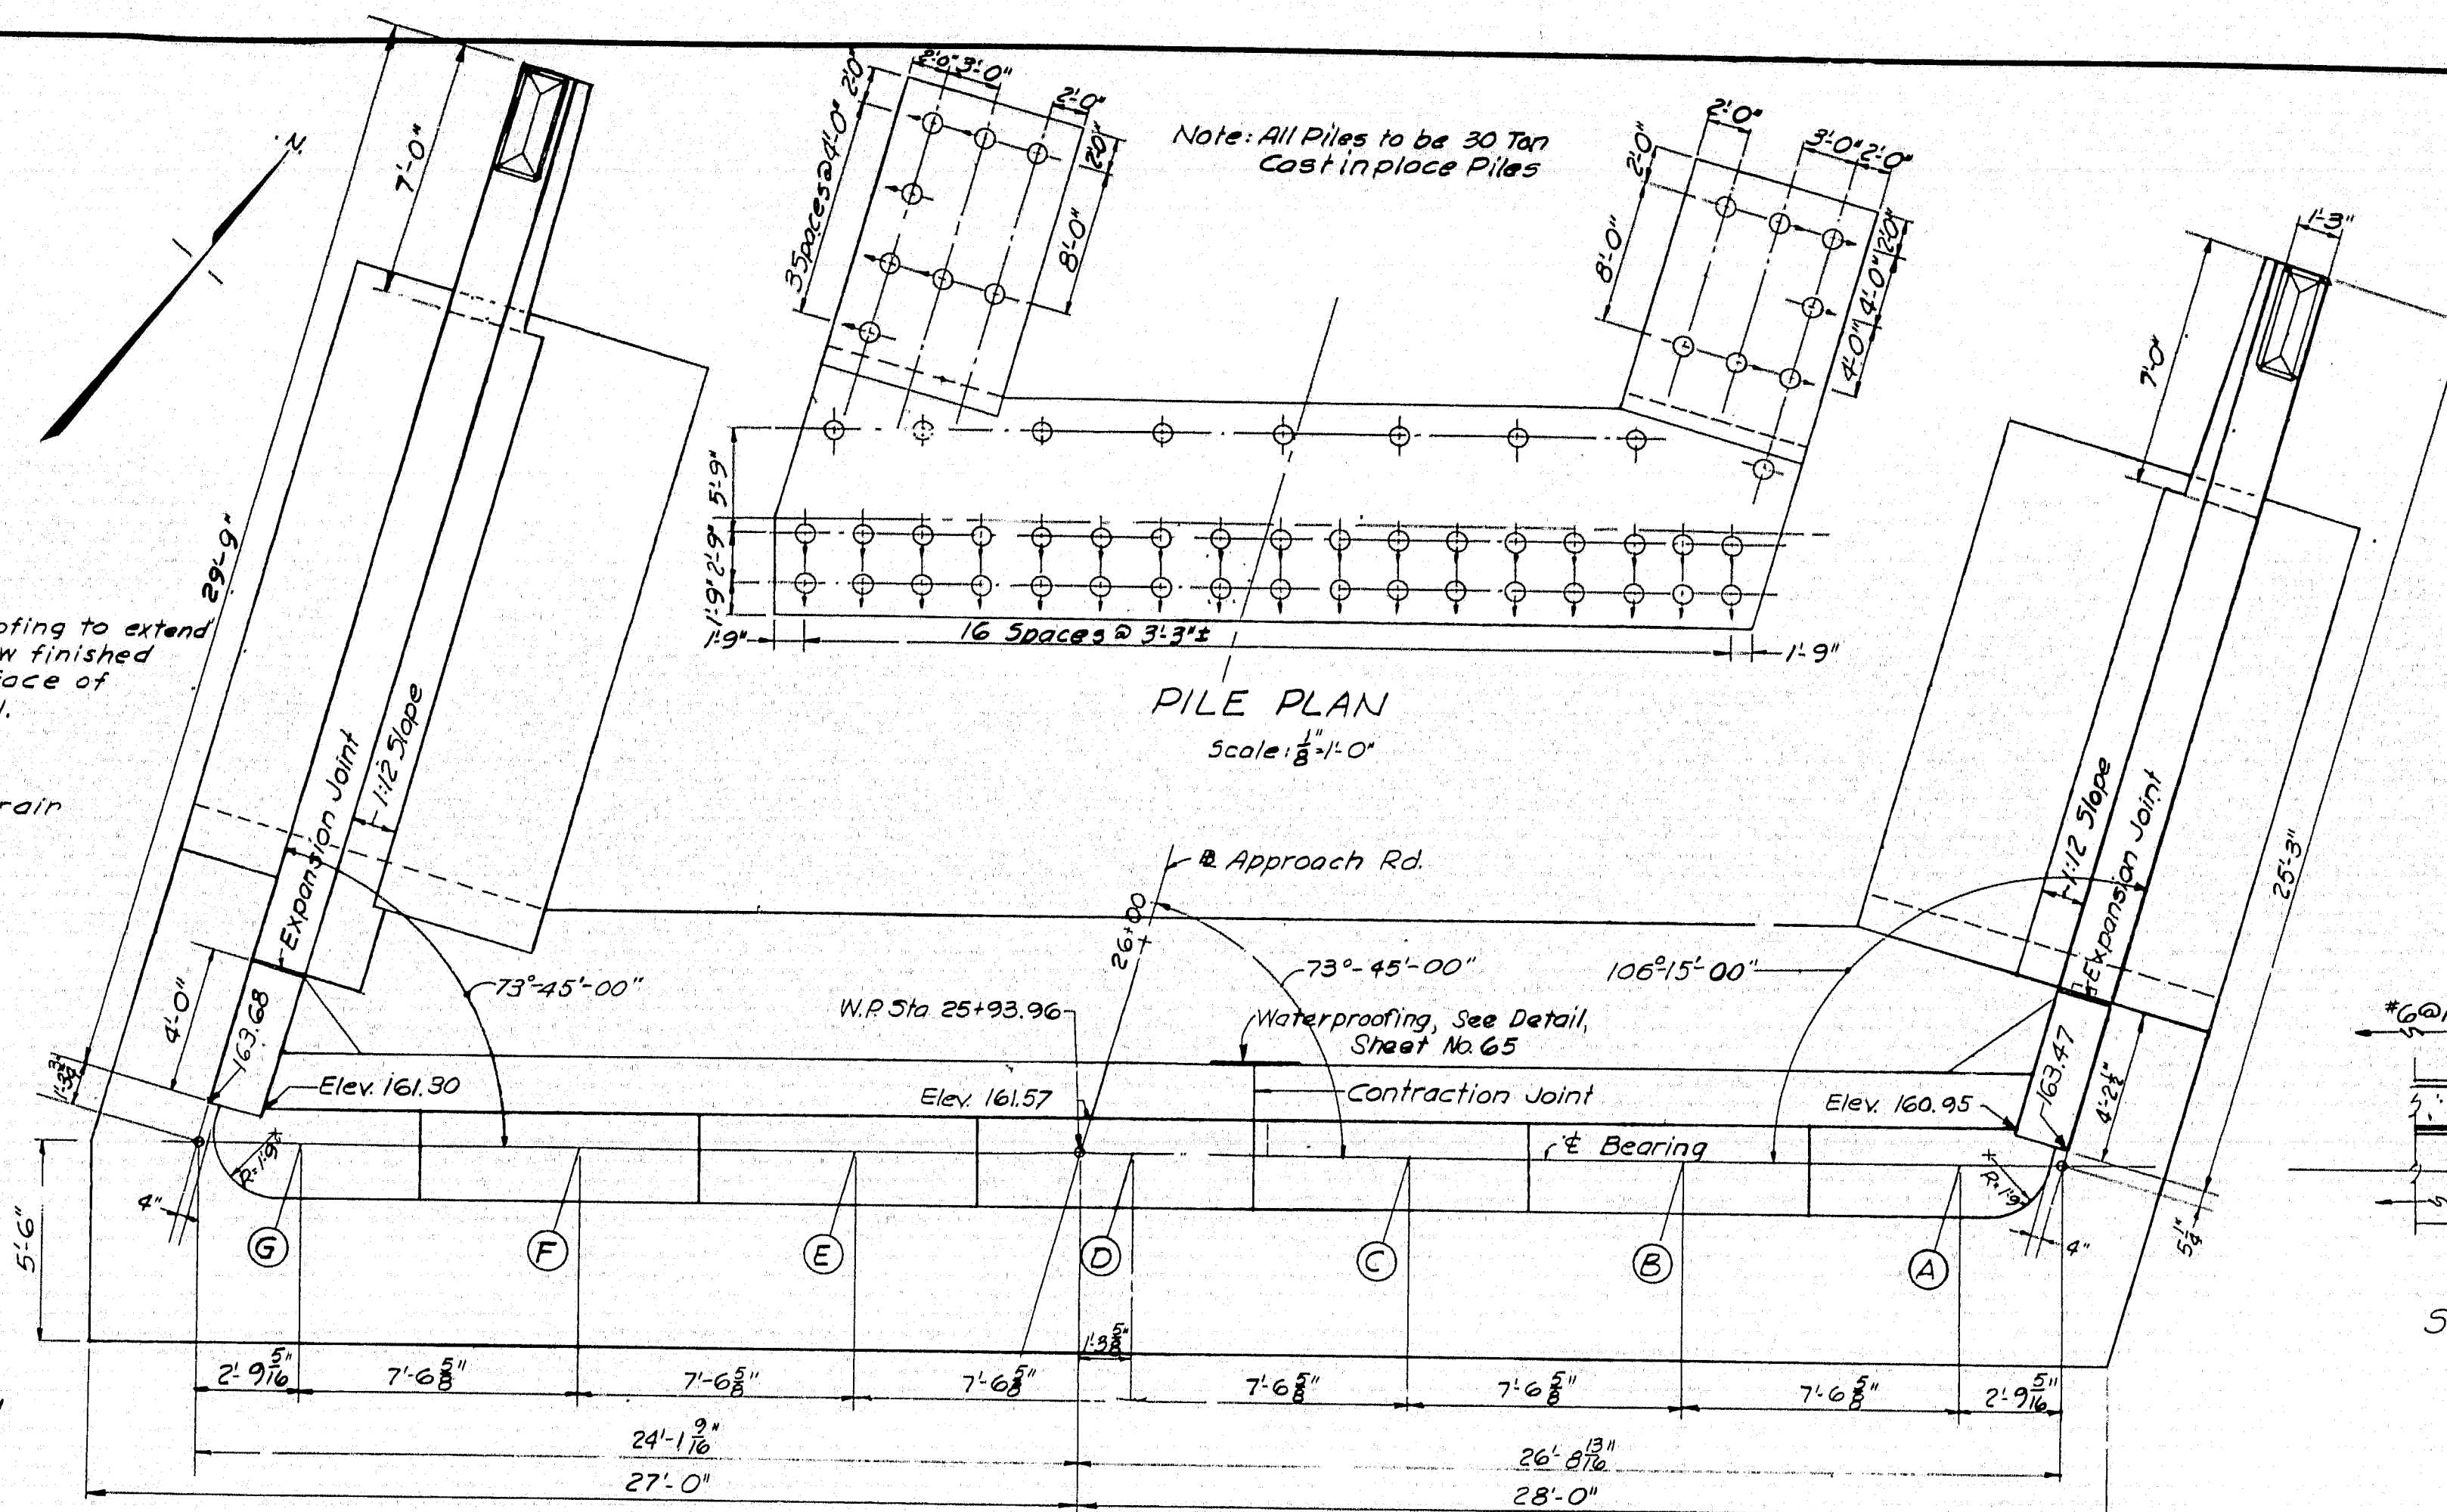 N.
7'-0"
29'-9"
ofing to extend
w finished
face of
rain
2'-0" 3'-0"
2'-0"
2'-0"
2'-0"
3 Spaces @ 4'-0"
8'-0"
Note: All Piles to be 30 Ton
Cast in place Piles
2'-0"
3'-0" 2'-0"
2'-0"
8'-0"
2'-0"
4'-0"
4'-0"
1'-3"
7'-0"
5'-9"
2'-9"
1'-9"
1'-9"
16 Spaces @ 3'-3"±
1'-9"
PILE PLAN
Scale: 1/8"=1'-0"
Expansion Joint
1:12 Slope
1:12 Slope
Expansion Joint
25'-3"
Approach Rd.
26+00
73°-45'-00"
73°-45'-00"
106°-15'-00"
W.P. Sta 25+93.96
Waterproofing, See Detail,
Sheet No. 65
4'-0"
163.68
Elev. 161.30
Elev. 161.57
Contraction Joint
Elev. 160.95
163.47
4'-2 1/2"
#6@
℄ Bearing
R=1'-9"
R=1'-9"
4"
4"
5 1/4"
5'-6"
G
F
E
D
C
B
A
S
1'-3 5/8"
2'-9 5/16"
7'-6 5/8"
7'-6 5/8"
7'-6 5/8"
7'-6 5/8"
7'-6 5/8"
7'-6 5/8"
2'-9 5/16"
24'-1 9/16"
26'-8 13/16"
27'-0"
28'-0"